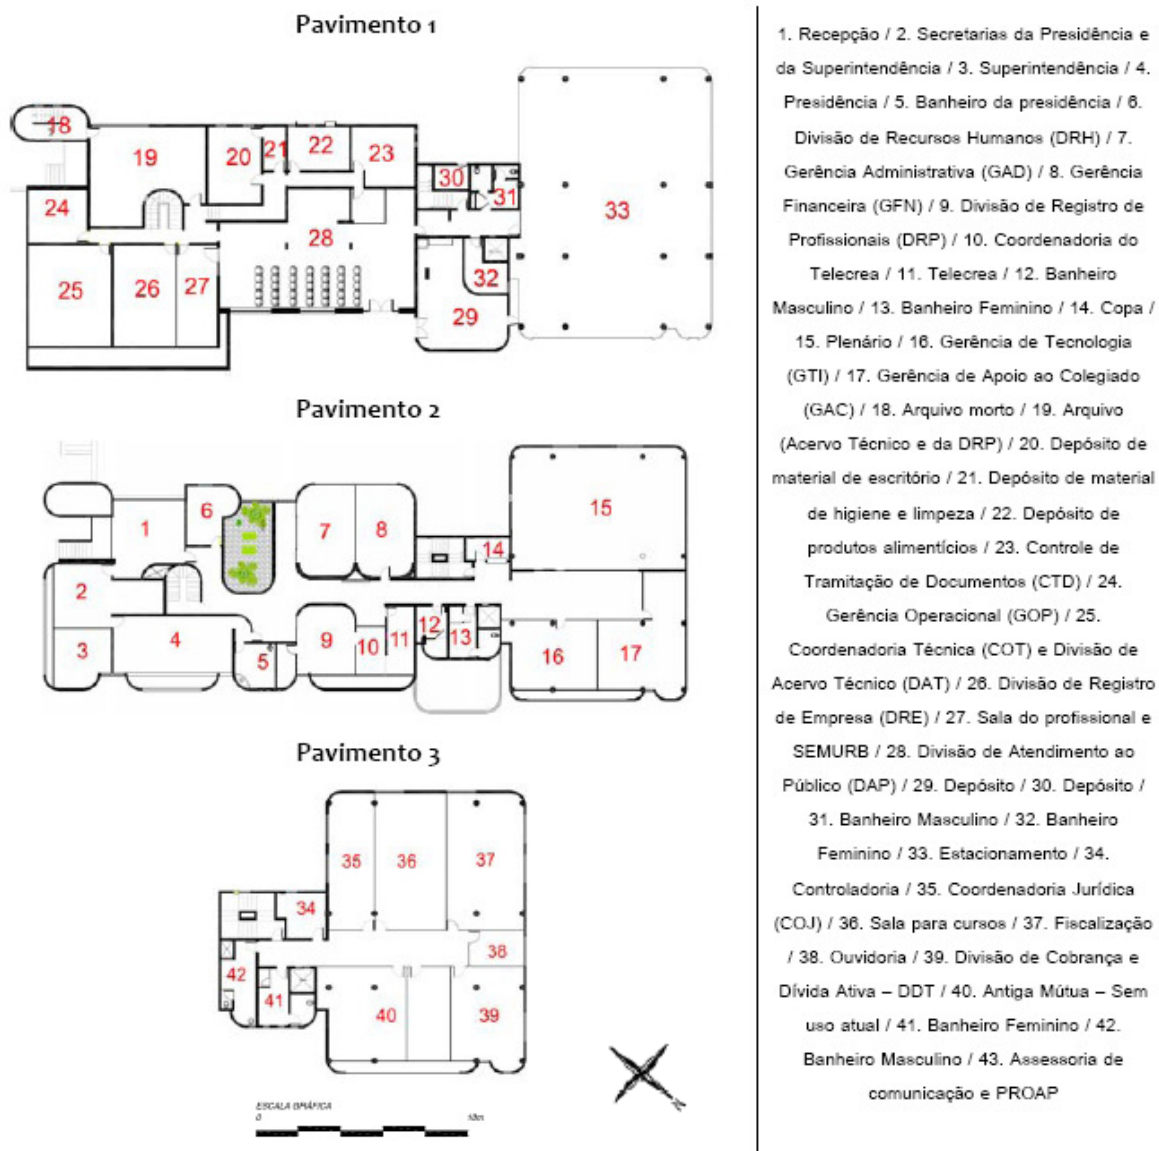 Pavimento 1
18
19
20
21
22
23
24
25
26
27
28
29
30
31
32
33
Pavimento 2
1
2
3
4
5
6
7
8
9
10
11
12
13
14
15
16
17
Pavimento 3
34
35
36
37
38
39
40
41
42
N
ESCALA GRÁFICA
0
10m
1. Recepção / 2. Secretarias da Presidência e
da Superintendência / 3. Superintendência / 4.
Presidência / 5. Banheiro da presidência / 6.
Divisão de Recursos Humanos (DRH) / 7.
Gerência Administrativa (GAD) / 8. Gerência
Financeira (GFN) / 9. Divisão de Registro de
Profissionais (DRP) / 10. Coordenadoria do
Telecrea / 11. Telecrea / 12. Banheiro
Masculino / 13. Banheiro Feminino / 14. Copa /
15. Plenário / 16. Gerência de Tecnologia
(GTI) / 17. Gerência de Apoio ao Colegiado
(GAC) / 18. Arquivo morto / 19. Arquivo
(Acervo Técnico e da DRP) / 20. Depósito de
material de escritório / 21. Depósito de material
de higiene e limpeza / 22. Depósito de
produtos alimentícios / 23. Controle de
Tramitação de Documentos (CTD) / 24.
Gerência Operacional (GOP) / 25.
Coordenadoria Técnica (COT) e Divisão de
Acervo Técnico (DAT) / 26. Divisão de Registro
de Empresa (DRE) / 27. Sala do profissional e
SEMURB / 28. Divisão de Atendimento ao
Público (DAP) / 29. Depósito / 30. Depósito /
31. Banheiro Masculino / 32. Banheiro
Feminino / 33. Estacionamento / 34.
Controladoria / 35. Coordenadoria Jurídica
(COJ) / 36. Sala para cursos / 37. Fiscalização
/ 38. Ouvidoria / 39. Divisão de Cobrança e
Dívida Ativa – DDT / 40. Antiga Mútua – Sem
uso atual / 41. Banheiro Feminino / 42.
Banheiro Masculino / 43. Assessoria de
comunicação e PROAP